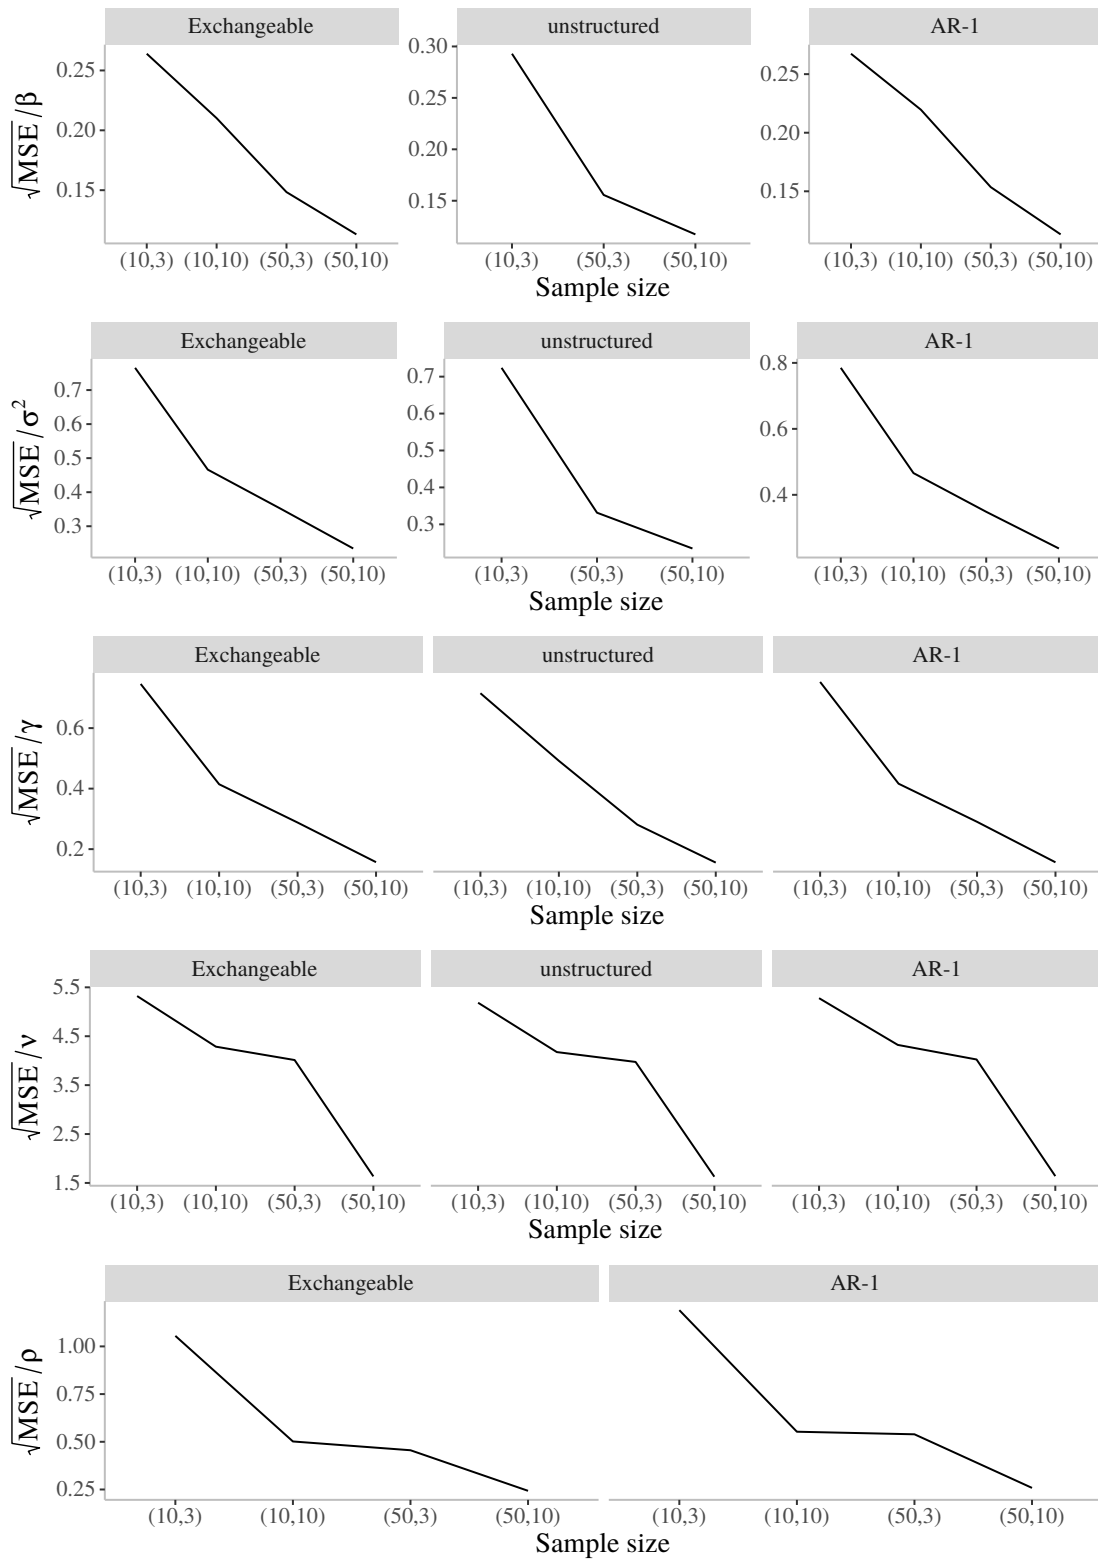 Exchangeable unstructured AR-1
√MSE/β
0.25 0.20 0.15
0.30 0.25 0.20 0.15
0.25 0.20 0.15
(10,3) (10,10) (50,3) (50,10) (10,3) (50,3) (50,10) (10,3) (10,10) (50,3) (50,10)
Sample size
Exchangeable unstructured AR-1
√MSE/σ²
0.7 0.6 0.5 0.4 0.3
0.7 0.6 0.5 0.4 0.3
0.8 0.6 0.4
(10,3) (10,10) (50,3) (50,10) (10,3) (50,3) (50,10) (10,3) (10,10) (50,3) (50,10)
Sample size
Exchangeable unstructured AR-1
√MSE/γ
0.6 0.4 0.2
(10,3) (10,10) (50,3) (50,10) (10,3) (10,10) (50,3) (50,10) (10,3) (10,10) (50,3) (50,10)
Sample size
Exchangeable unstructured AR-1
√MSE/ν
5.5 4.5 3.5 2.5 1.5
(10,3) (10,10) (50,3) (50,10) (10,3) (10,10) (50,3) (50,10) (10,3) (10,10) (50,3) (50,10)
Sample size
Exchangeable AR-1
√MSE/ρ
1.00 0.75 0.50 0.25
(10,3) (10,10) (50,3) (50,10) (10,3) (10,10) (50,3) (50,10)
Sample size